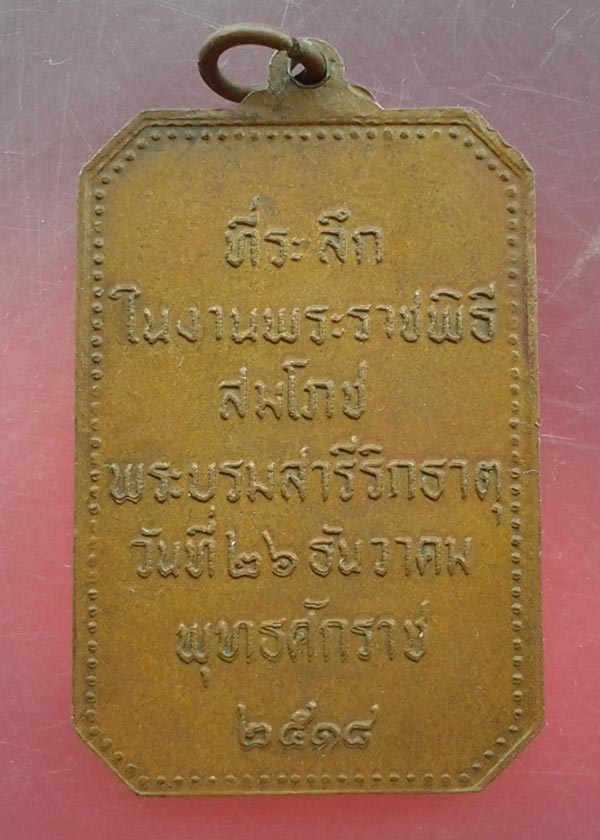 ที่ระลึก
ในงานพระราชพิธี
สมโภช
พระบรมสารีริกธาตุ
วันที่ ๒๖ ธันวาคม
พุทธศักราช
๒๕๑๘